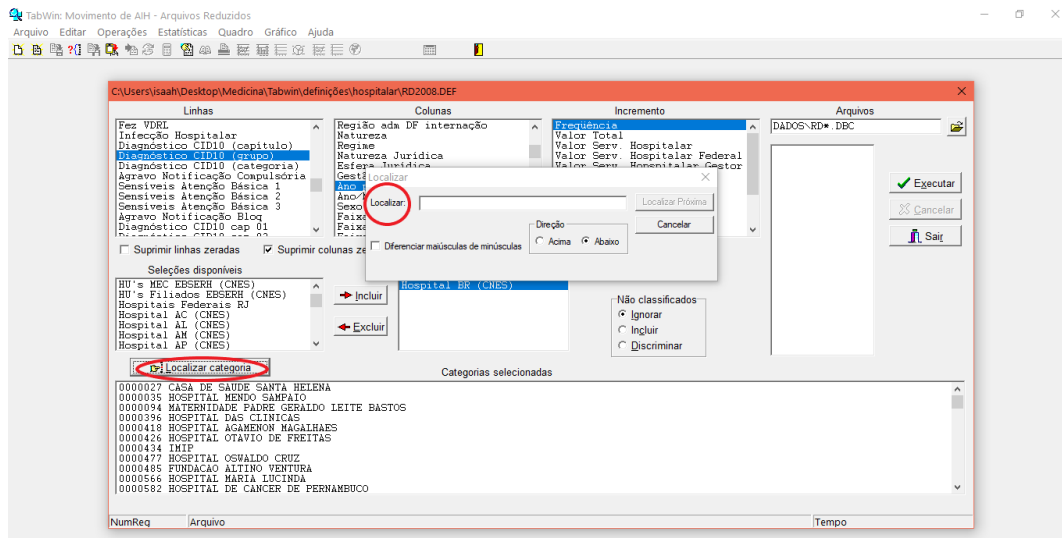 TabWin: Movimento de AIH - Arquivos Reduzidos
Arquivo Editar Operações Estatísticas Quadro Gráfico Ajuda
C:\Users\isaah\Desktop\Medicina\Tabwin\definições\hospitalar\RD2008.DEF
Linhas
Fez VDRL
Infecção Hospitalar
Diagnóstico CID10 (capitulo)
Diagnóstico CID10 (grupo)
Diagnóstico CID10 (categoria)
Agravo Notificação Compulsória
Sensiveis Atenção Básica 1
Sensiveis Atenção Básica 2
Sensiveis Atenção Básica 3
Agravo Notificação Bloq
Diagnóstico CID10 cap 01
Colunas
Região adm DF internação
Natureza
Regime
Natureza Jurídica
Esfera Jurídica
Gestã
Ano
Ano/
Sexo
Faixa
Faixa
Incremento
Freqüência
Valor Total
Valor Serv. Hospitalar
Valor Serv. Hospitalar Federal
Valor Serv. Hospitalar Gestor
Arquivos
DADOS\RD*.DBC
Executar
Cancelar
Sair
Localizar
Localizar:
Localizar Próxima
Cancelar
Direção
Acima Abaixo
Diferenciar maiúsculas de minúsculas
Suprimir linhas zeradas
Suprimir colunas ze
Seleções disponíveis
HU's MEC EBSERH (CNES)
HU's Filiados EBSERH (CNES)
Hospitais Federais RJ
Hospital AC (CNES)
Hospital AL (CNES)
Hospital AM (CNES)
Hospital AP (CNES)
Incluir
Excluir
Hospital BR (CNES)
Não classificados
Ignorar
Incluir
Discriminar
Localizar categoria
Categorias selecionadas
0000027 CASA DE SAUDE SANTA HELENA
0000035 HOSPITAL MENDO SAMPAIO
0000094 MATERNIDADE PADRE GERALDO LEITE BASTOS
0000396 HOSPITAL DAS CLINICAS
0000418 HOSPITAL AGAMENON MAGALHAES
0000426 HOSPITAL OTAVIO DE FREITAS
0000434 IMIP
0000477 HOSPITAL OSWALDO CRUZ
0000485 FUNDACAO ALTINO VENTURA
0000566 HOSPITAL MARIA LUCINDA
0000582 HOSPITAL DE CANCER DE PERNAMBUCO
NumReg Arquivo Tempo